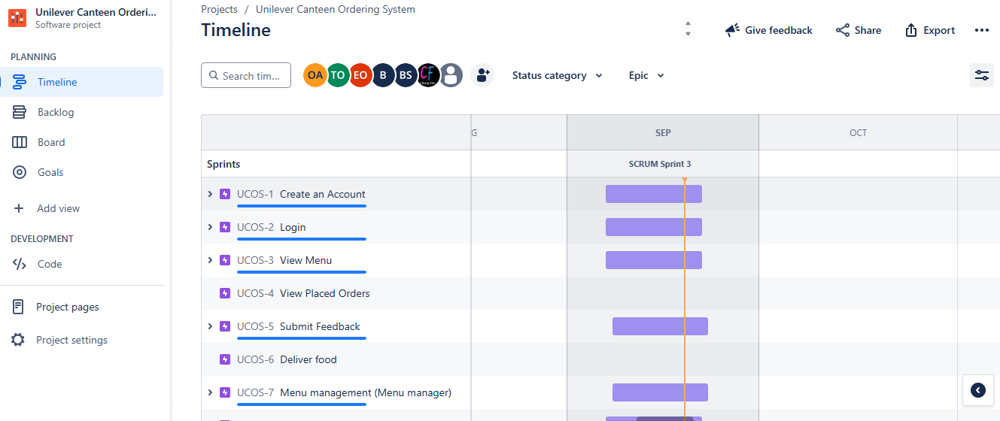 Unilever Canteen Orderi...
Software project
PLANNING
Timeline
Backlog
Board
Goals
Add view
DEVELOPMENT
Code
Project pages
Project settings
Projects / Unilever Canteen Ordering System
Timeline
Give feedback
Share
Export
Search tim...
OA TO EO B BS CF
Status category
Epic
G SEP OCT
Sprints
SCRUM Sprint 3
UCOS-1 Create an Account
UCOS-2 Login
UCOS-3 View Menu
UCOS-4 View Placed Orders
UCOS-5 Submit Feedback
UCOS-6 Deliver food
UCOS-7 Menu management (Menu manager)